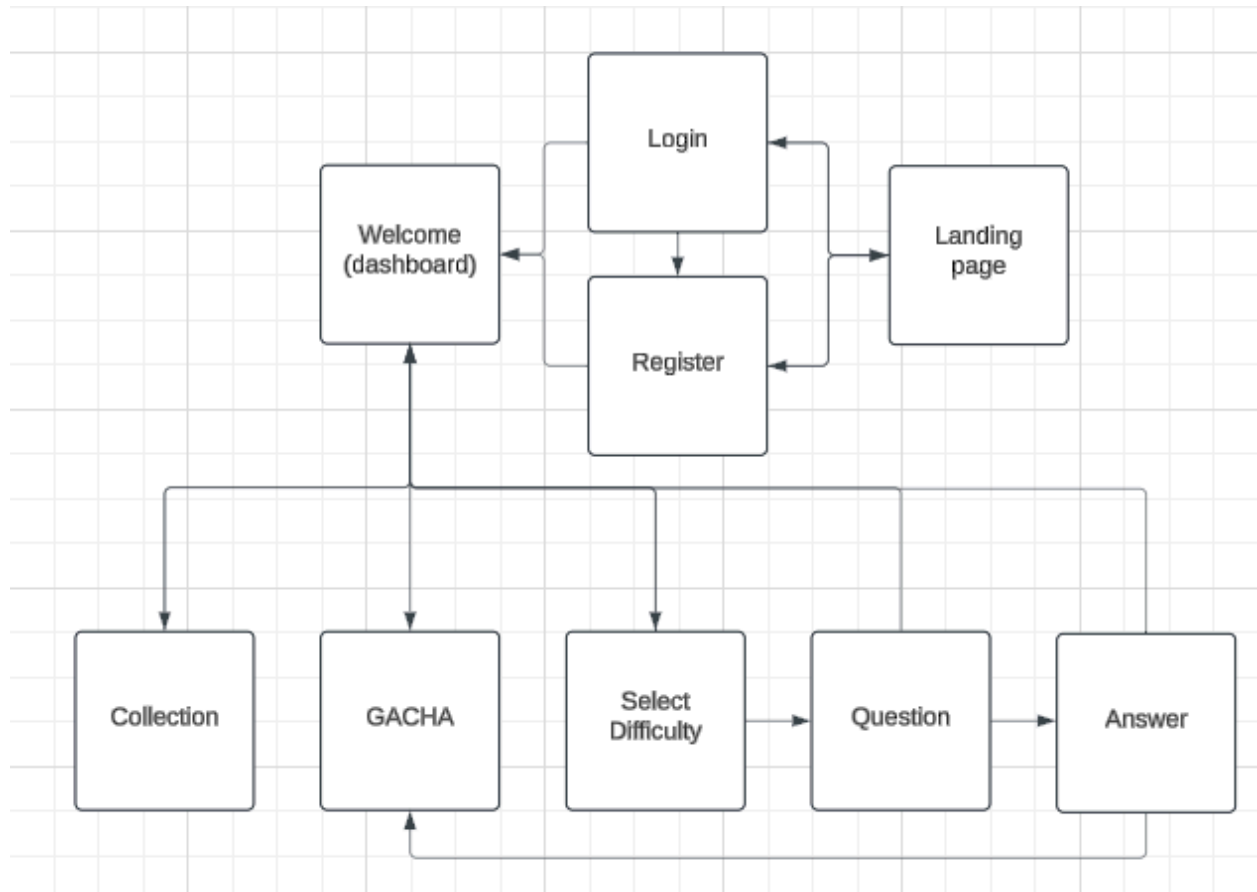 Login
Welcome
(dashboard)
Landing
page
Register
Collection
GACHA
Select
Difficulty
Question
Answer